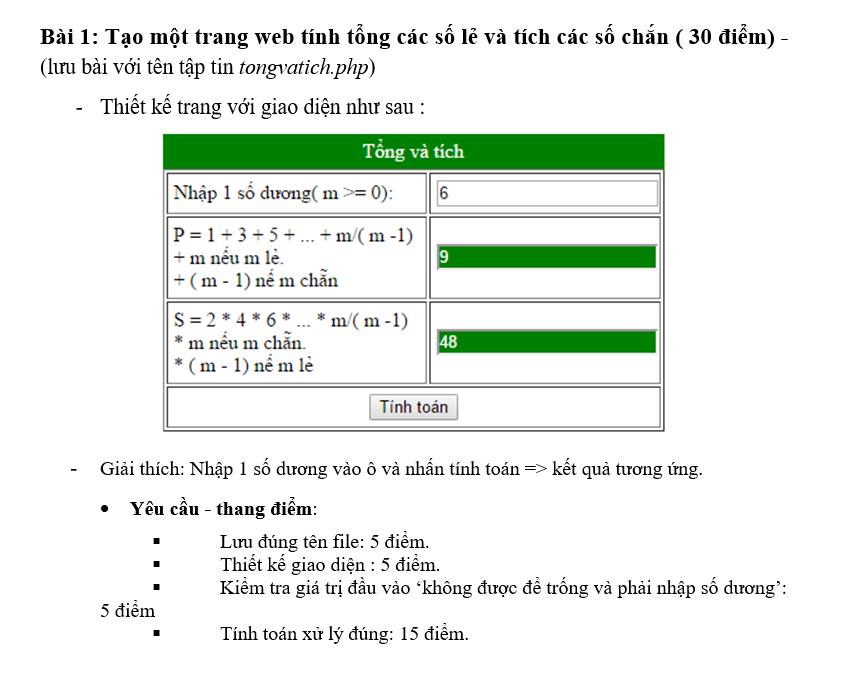 Bài 1: Tạo một trang web tính tổng các số lẻ và tích các số chẵn ( 30 điểm) -
(lưu bài với tên tập tin tongvatich.php)
- Thiết kế trang với giao diện như sau :
Tổng và tích
Nhập 1 số dương( m >= 0):
6
P = 1 + 3 + 5 + ... + m/( m -1)
+ m nếu m lẻ.
+ ( m - 1) nế m chẵn
9
S = 2 * 4 * 6 * ... * m/( m -1)
* m nếu m chẵn.
* ( m - 1) nế m lẻ
48
Tính toán
- Giải thích: Nhập 1 số dương vào ô và nhấn tính toán => kết quả tương ứng.
• Yêu cầu - thang điểm:
▪ Lưu đúng tên file: 5 điểm.
▪ Thiết kế giao diện : 5 điểm.
▪ Kiểm tra giá trị đầu vào ‘không được để trống và phải nhập số dương’:
5 điểm
▪ Tính toán xử lý đúng: 15 điểm.